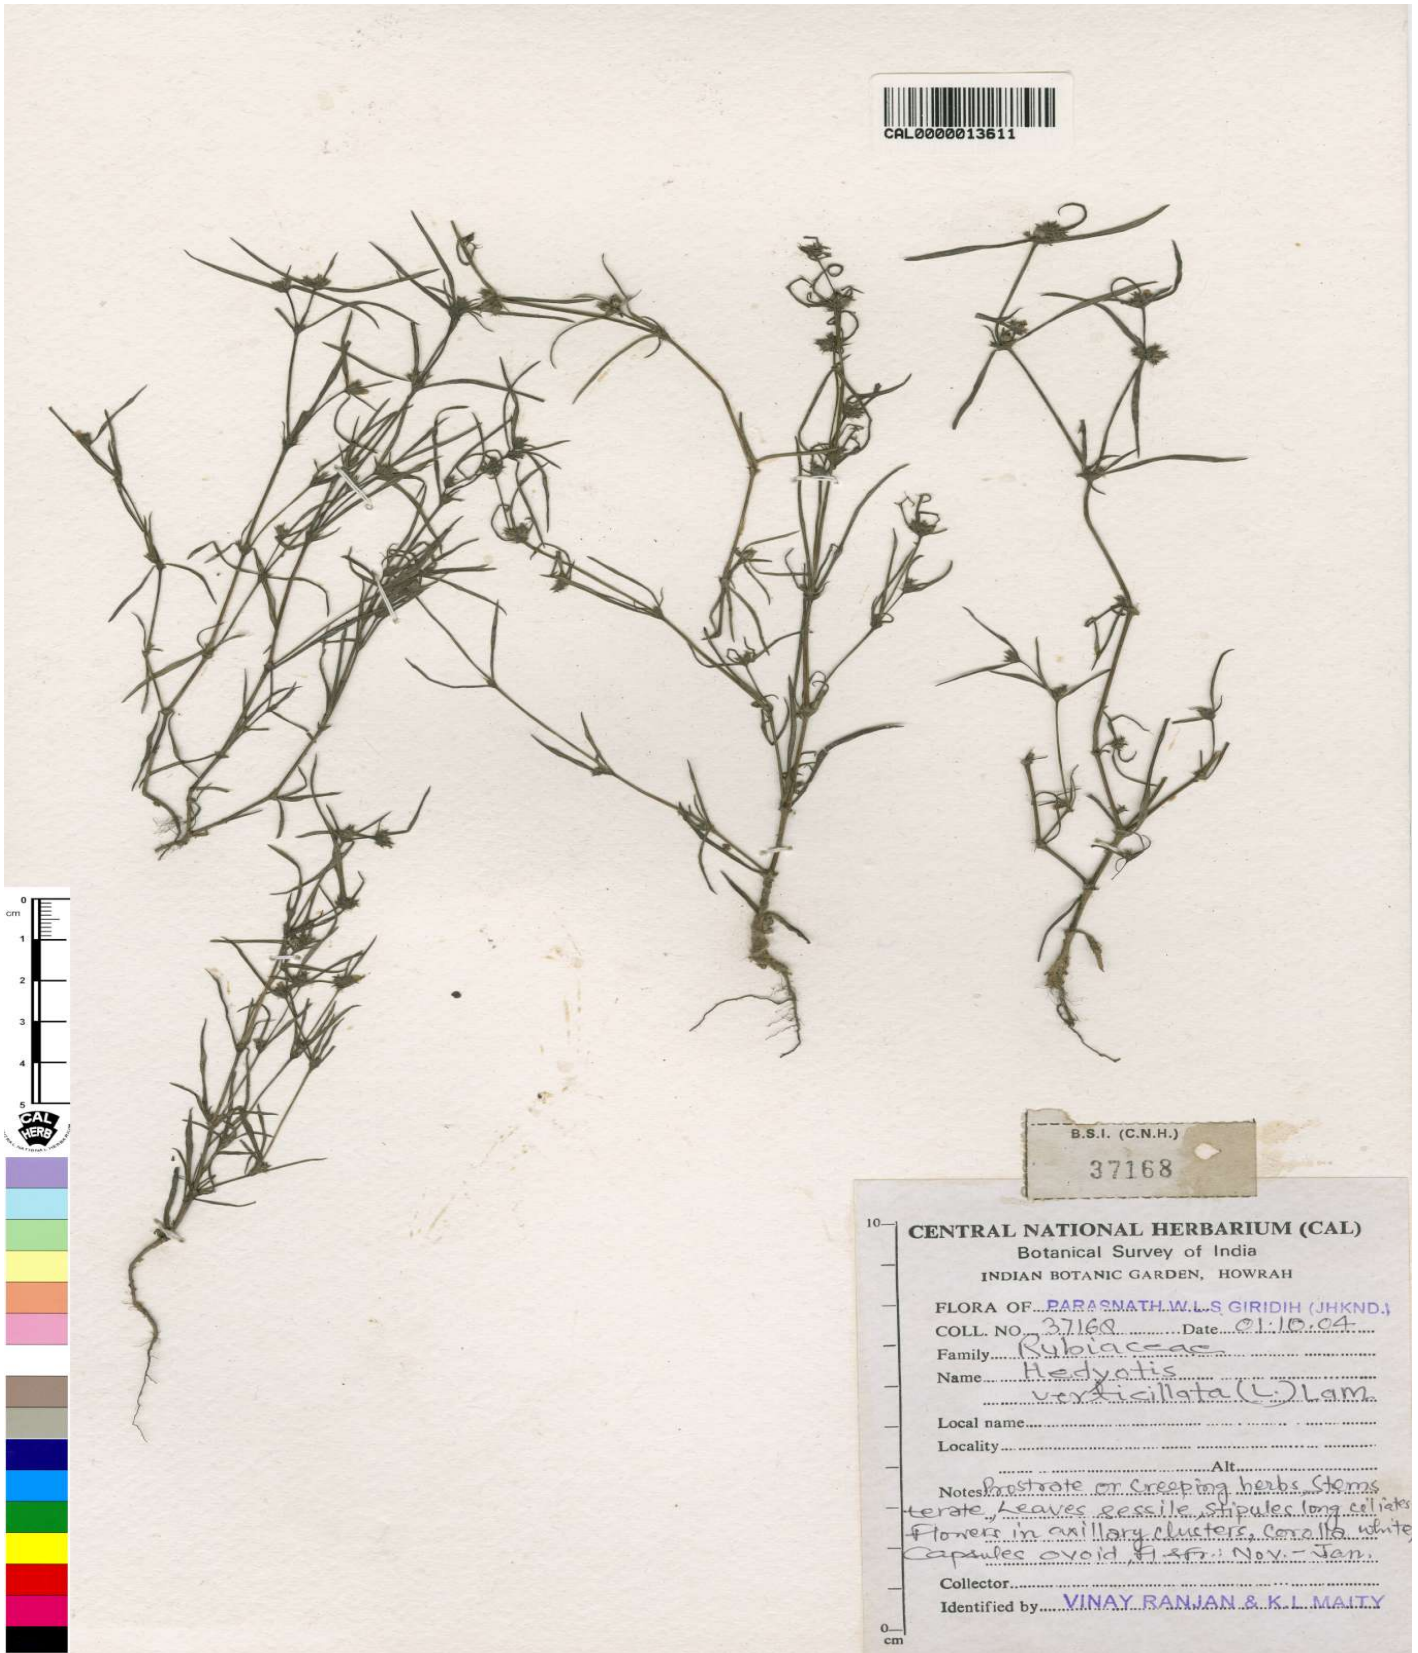 CAL0000013611
0
cm
1
2
3
4
5
CAL
HERB
B.S.I. (C.N.H.)
37168
10
CENTRAL NATIONAL HERBARIUM (CAL)
Botanical Survey of India
INDIAN BOTANIC GARDEN, HOWRAH
FLORA OF PARASNATH W.L.S GIRIDIH (JHKND.)
COLL. NO. 37168 Date 01.10.04
Family Rubiaceae
Name Hedyotis
verticillata (L.) Lam.
Local name
Locality
Alt.
Notes Prostrate or creeping herbs, Stems
terate, Leaves sessile, Stipules long ciliates
Flowers in axillary clusters, Corolla white,
Capsules ovoid, Fl & Fr.: Nov. - Jan.
Collector
Identified by VINAY RANJAN & K.L MAITY
0
cm